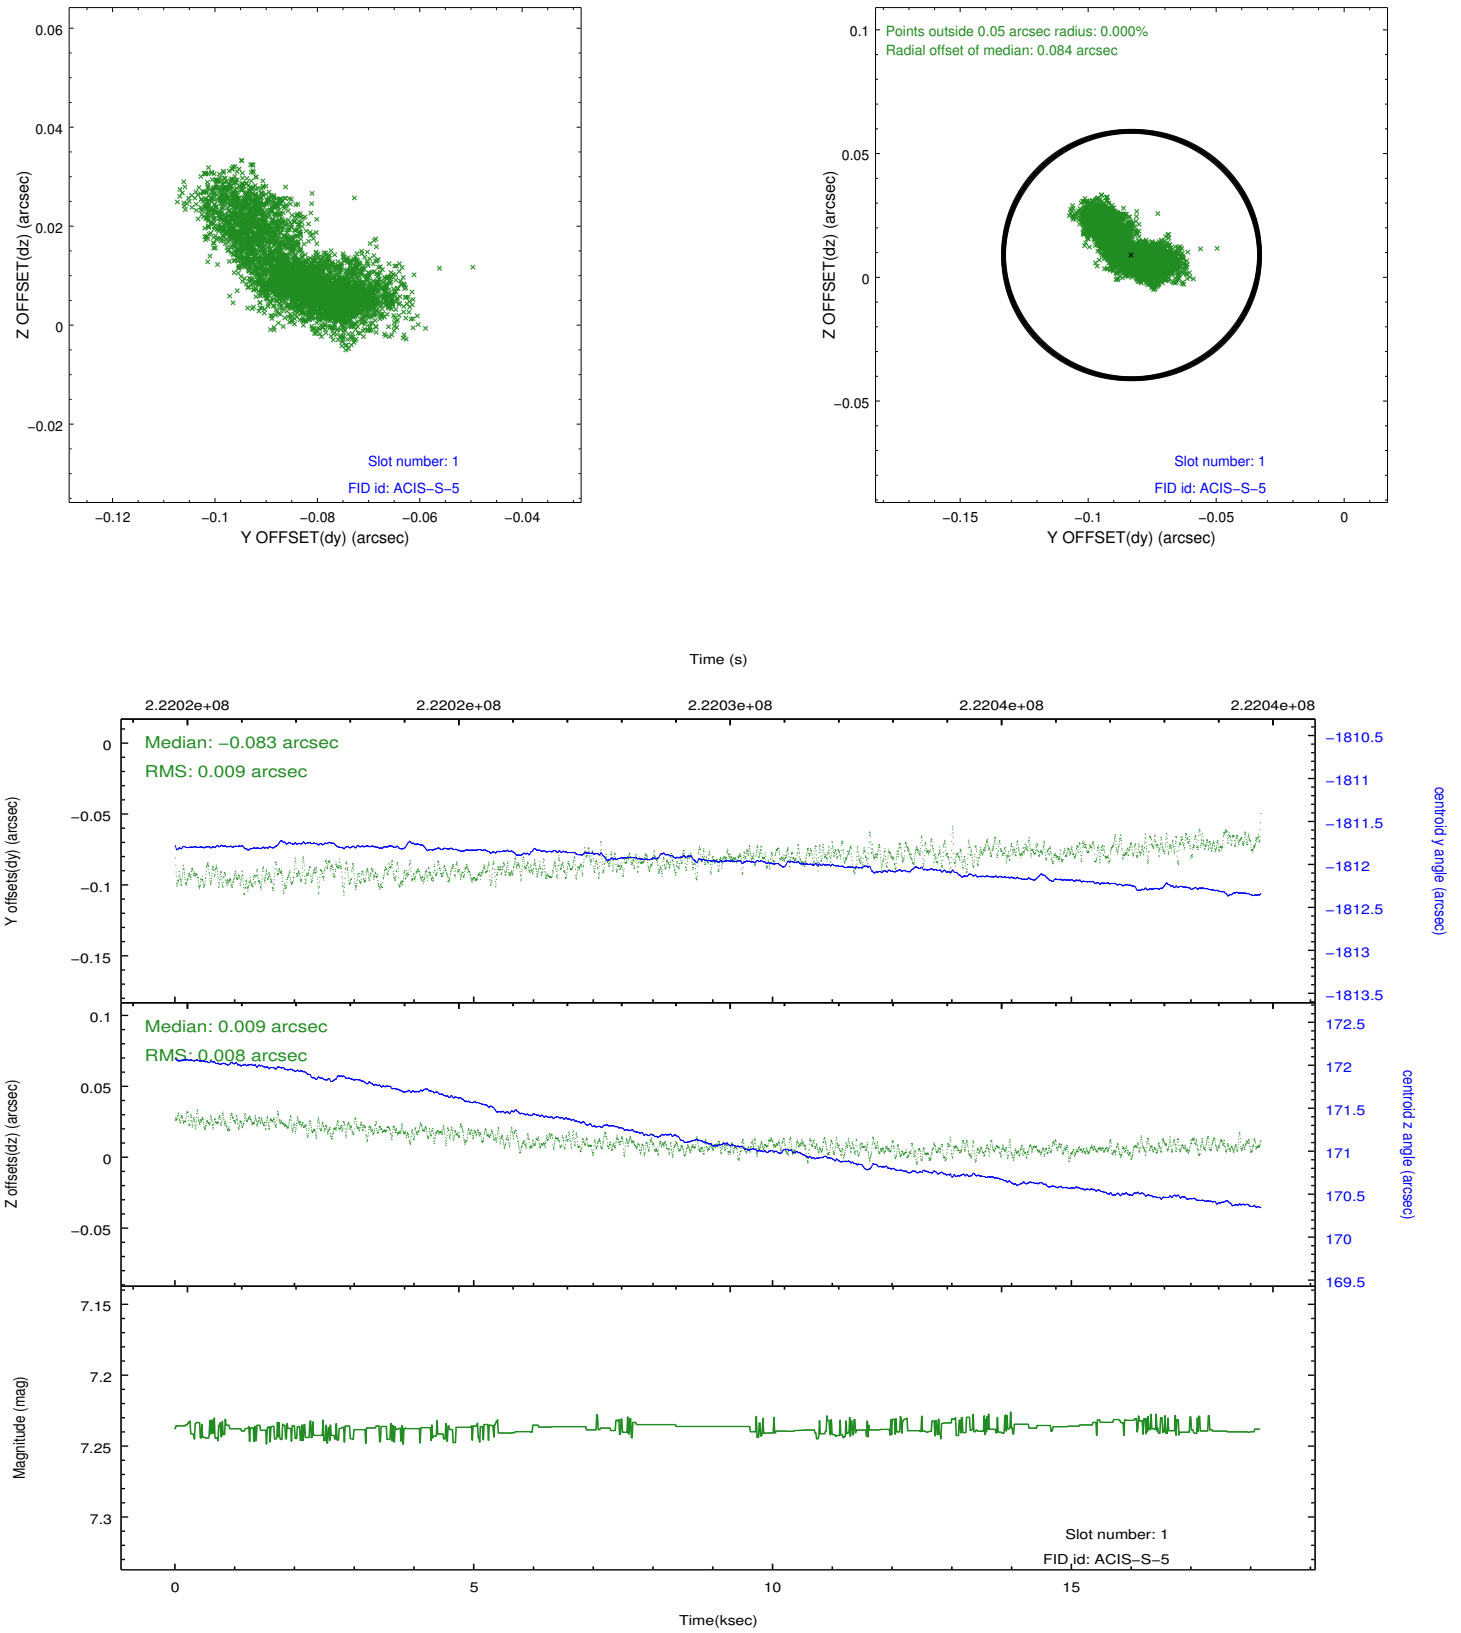 0.06
0.04
0.02
0
−0.02
Z OFFSET(dz) (arcsec)
Slot number: 1
FID id: ACIS−S−5
−0.12
−0.1
−0.08
−0.06
−0.04
Y OFFSET(dy) (arcsec)
Points outside 0.05 arcsec radius: 0.000%
Radial offset of median: 0.084 arcsec
0.1
0.05
0
−0.05
Z OFFSET(dz) (arcsec)
Slot number: 1
FID id: ACIS−S−5
−0.15
−0.1
−0.05
0
Y OFFSET(dy) (arcsec)
Time (s)
2.2202e+08
2.2202e+08
2.2203e+08
2.2204e+08
2.2204e+08
Median: −0.083 arcsec
RMS: 0.009 arcsec
0
−0.05
−0.1
−0.15
Y offsets(dy) (arcsec)
−1810.5
−1811
−1811.5
−1812
−1812.5
−1813
−1813.5
centroid y angle (arcsec)
Median: 0.009 arcsec
RMS: 0.008 arcsec
0.1
0.05
0
−0.05
Z offsets(dz) (arcsec)
172.5
172
171.5
171
170.5
170
169.5
centroid z angle (arcsec)
7.15
7.2
7.25
7.3
Magnitude (mag)
Slot number: 1
FID id: ACIS−S−5
0
5
10
15
Time(ksec)